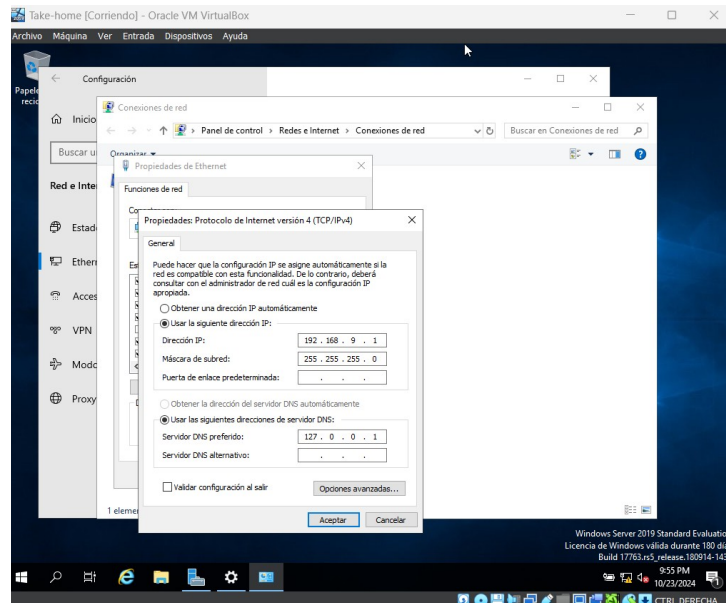 Take-home [Corriendo] - Oracle VM VirtualBox
Archivo Máquina Ver Entrada Dispositivos Ayuda
Configuración
Conexiones de red
Inicio
Panel de control › Redes e Internet › Conexiones de red
Buscar en Conexiones de red
Buscar u
Organizar
Propiedades de Ethernet
Red e Inte
Funciones de red
Propiedades: Protocolo de Internet versión 4 (TCP/IPv4)
General
Puede hacer que la configuración IP se asigne automáticamente si la
red es compatible con esta funcionalidad. De lo contrario, deberá
consultar con el administrador de red cuál es la configuración IP
apropiada.
Obtener una dirección IP automáticamente
Usar la siguiente dirección IP:
Dirección IP: 192 . 168 . 9 . 1
Máscara de subred: 255 . 255 . 255 . 0
Puerta de enlace predeterminada: . . .
Obtener la dirección del servidor DNS automáticamente
Usar las siguientes direcciones de servidor DNS:
Servidor DNS preferido: 127 . 0 . 0 . 1
Servidor DNS alternativo: . . .
Validar configuración al salir
Opciones avanzadas...
Aceptar Cancelar
Estad
Ethern
Acces
VPN
Modo
Proxy
1 eleme
Windows Server 2019 Standard Evaluatio
Licencia de Windows válida durante 180 día
Build 17763.rs5_release.180914-143
9:55 PM
10/23/2024
CTRL DERECHA